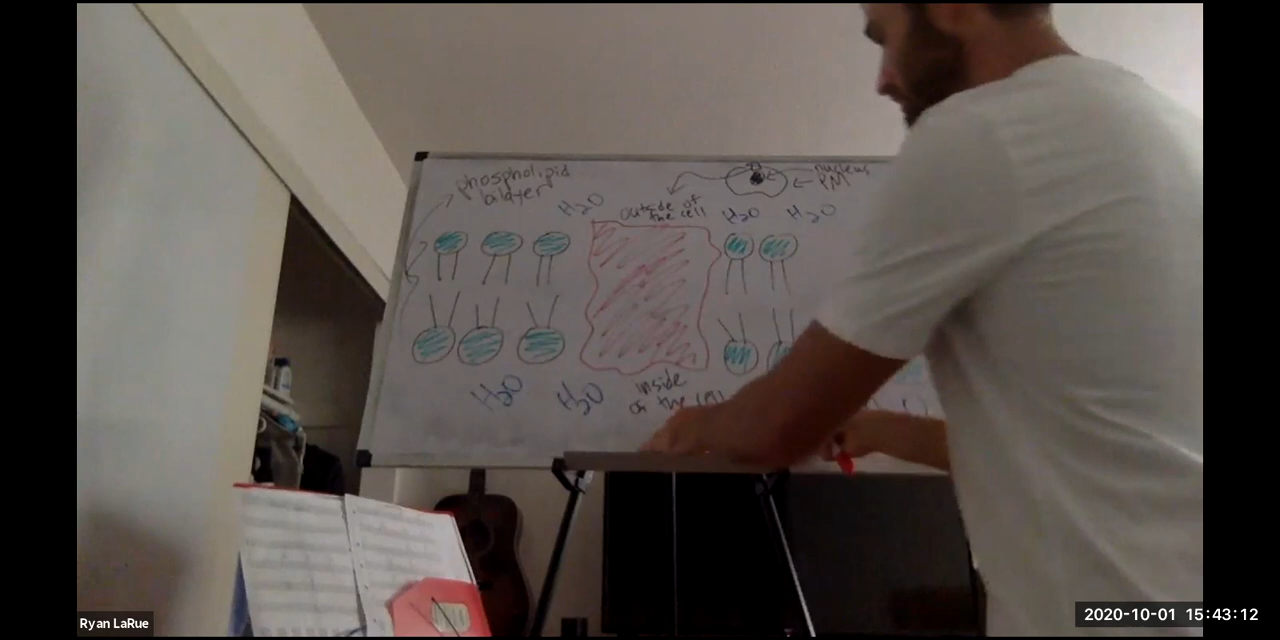 phospholipid
bilayer
H2O
outside of
the cell
nucleus
PM
H2O
H2O
H2O
H2O
inside
of the cell
Ryan LaRue
2020-10-01 15:43:12